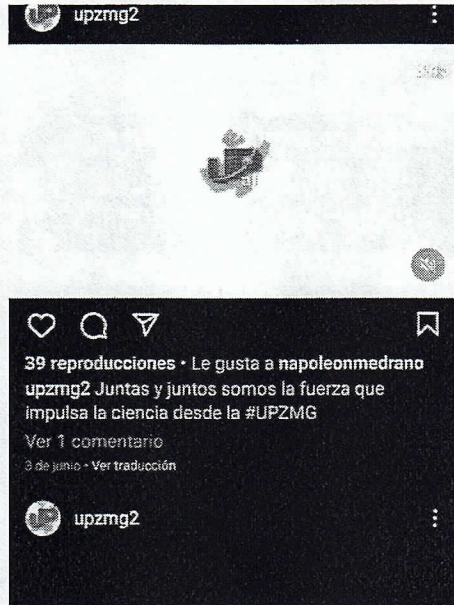 upzmg2
39 reproducciones • Le gusta a napoleonmedrano
upzmg2 Juntas y juntos somos la fuerza que
impulsa la ciencia desde la #UPZMG
Ver 1 comentario
3 de junio • Ver traducción
upzmg2